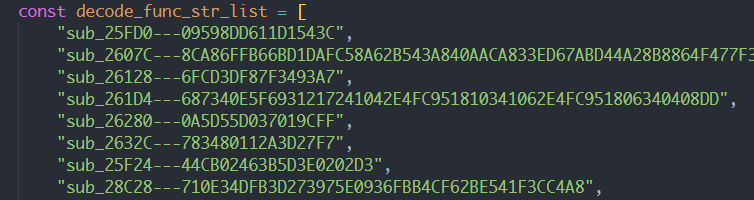 const decode_func_str_list = [
"sub_25FD0---09598DD611D1543C",
"sub_2607C---8CA86FFB66BD1DAFC58A62B543A840AACA833ED67ABD44A28B8864F477F3
"sub_26128---6FCD3DF87F3493A7",
"sub_261D4---687340E5F6931217241042E4FC951810341062E4FC951806340408DD",
"sub_26280---0A5D55D037019CFF",
"sub_2632C---783480112A3D27F7",
"sub_25F24---44CB02463B5D3E0202D3",
"sub_28C28---710E34DFB3D273975E0936FBB4CF62BE541F3CC4A8",